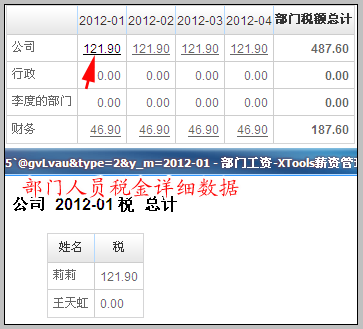 2012-01 2012-02 2012-03 2012-04 部门税额总计
公司 121.90 121.90 121.90 121.90 487.60
行政 0.00 0.00 0.00 0.00 0.00
李度的部门 0.00 0.00 0.00 0.00 0.00
财务 46.90 46.90 46.90 46.90 187.60
5`@gvLvau&type=2&y_m=2012-01 - 部门工资 -XTools薪资管
部门人员税金详细数据
公司 2012-01 税 总计
姓名 税
莉莉 121.90
王天虹 0.00